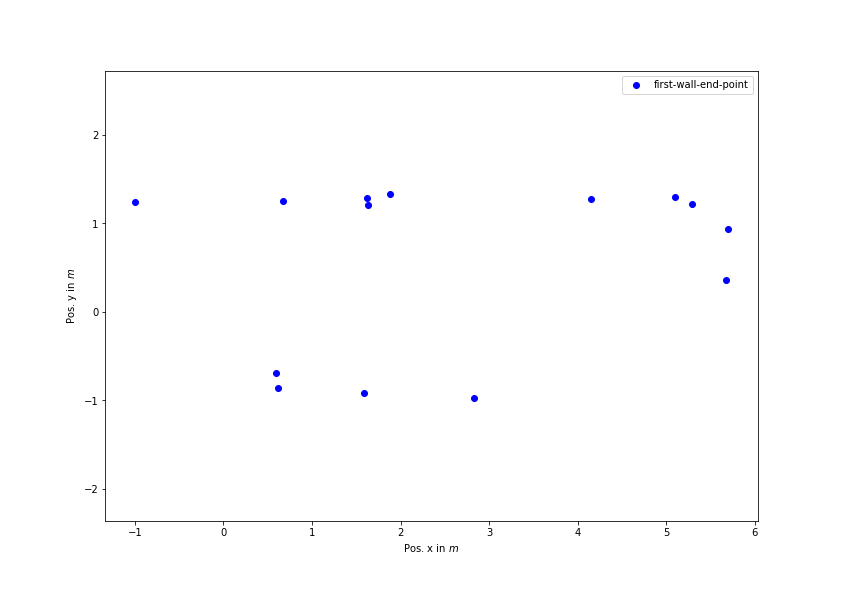 first-wall-end-point
2
1
0
−1
−2
Pos. y in m
−1 0 1 2 3 4 5 6
Pos. x in m